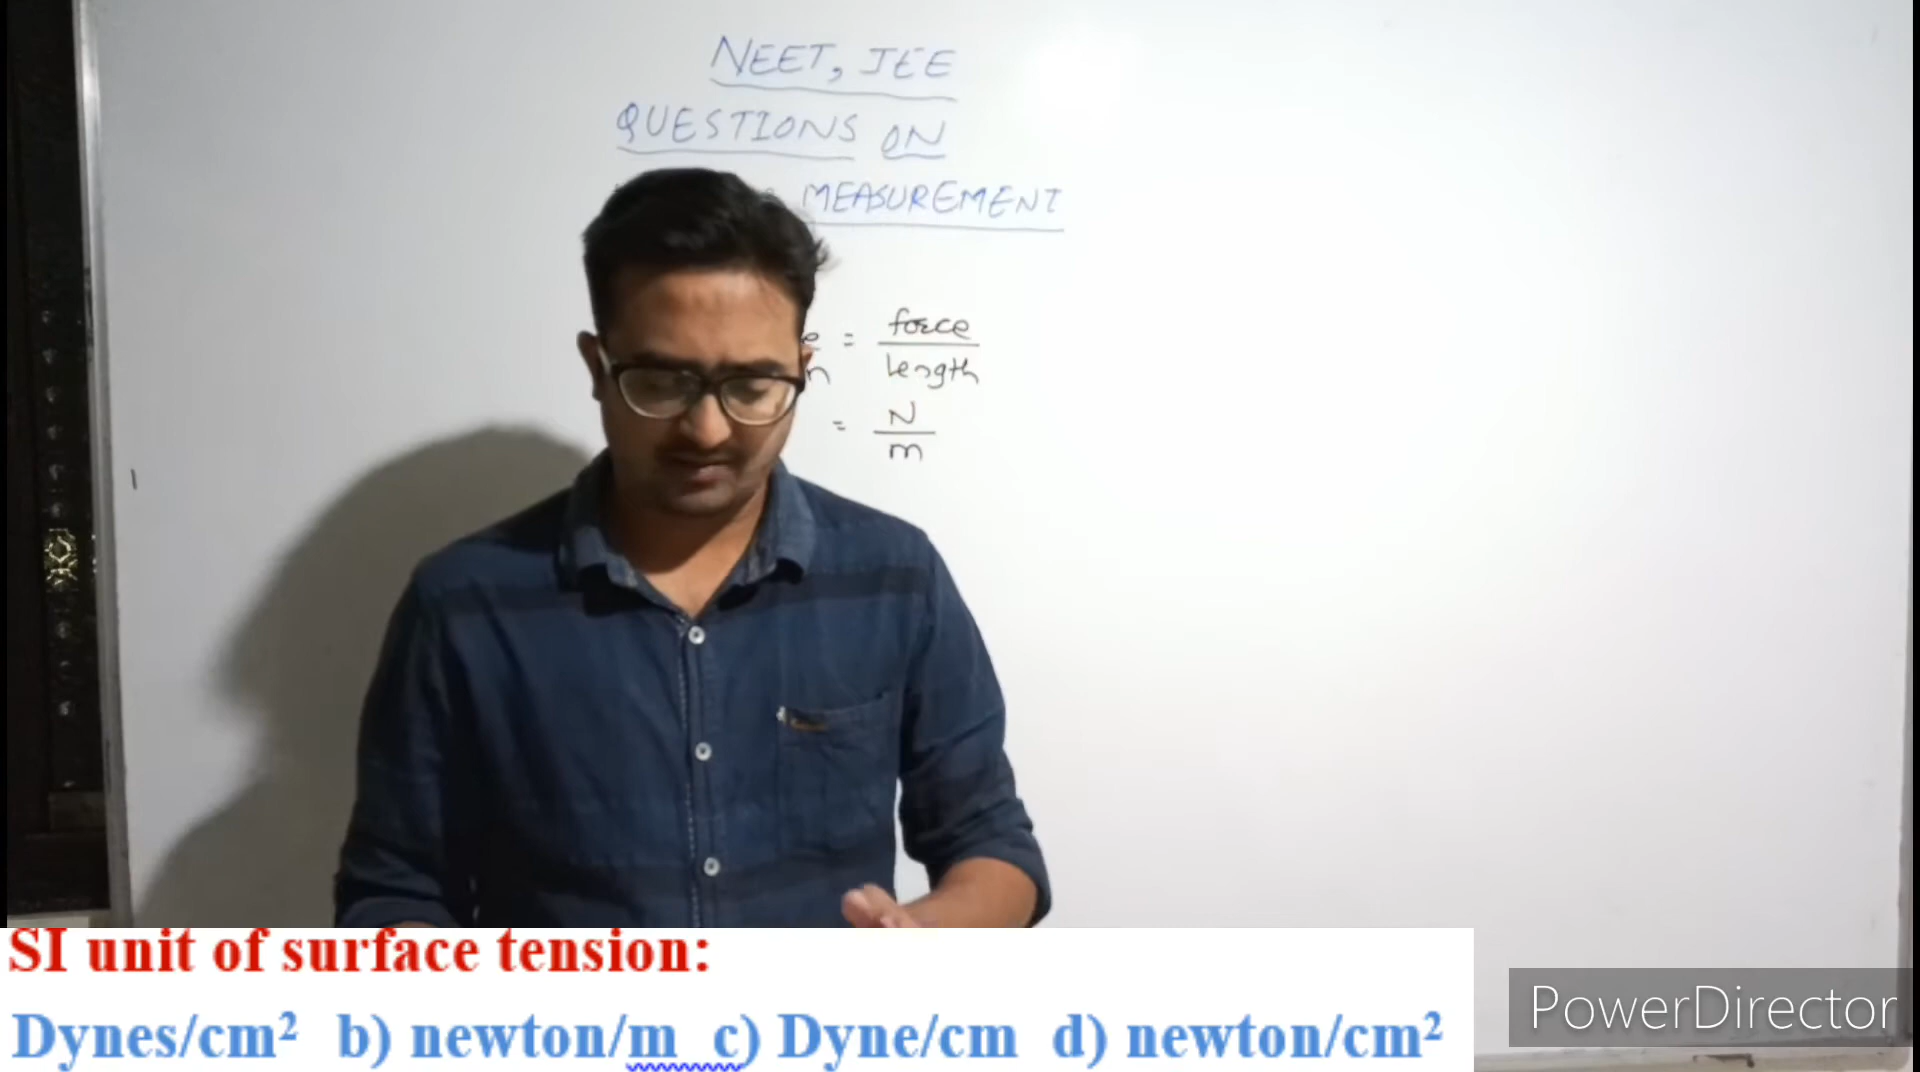 NEET, JEE
QUESTIONS ON
MEASUREMENT
= force
length
= N
m
SI unit of surface tension:
Dynes/cm² b) newton/m c) Dyne/cm d) newton/cm²
PowerDirector